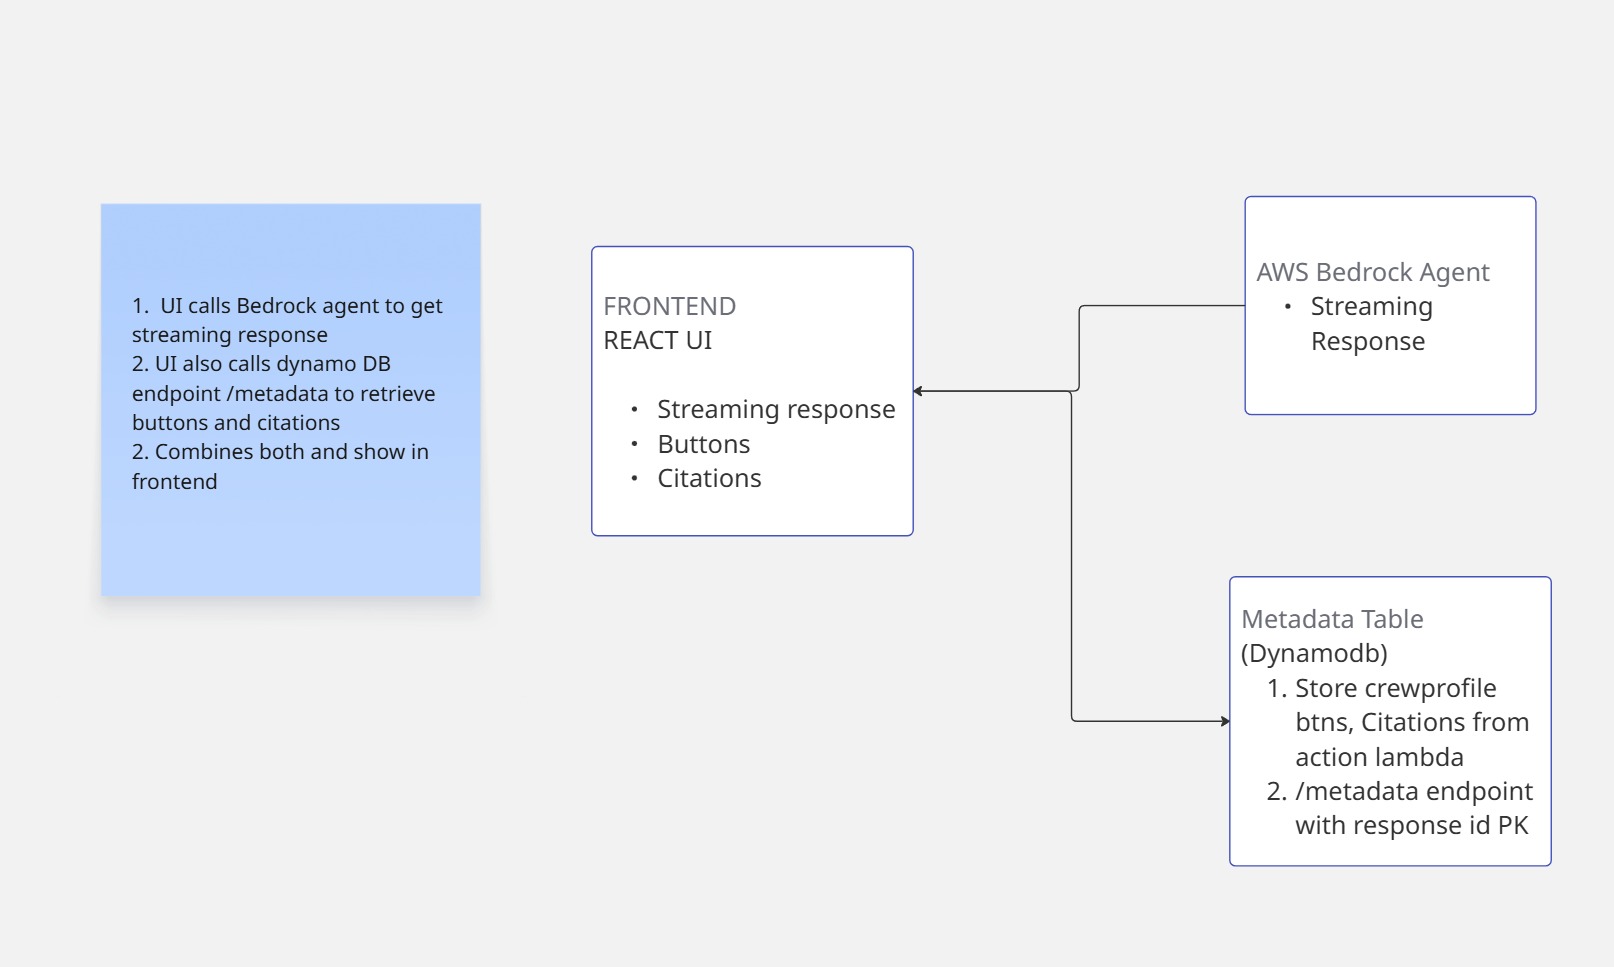 1.  UI calls Bedrock agent to get
streaming response
2. UI also calls dynamo DB
endpoint /metadata to retrieve
buttons and citations
2. Combines both and show in
frontend
FRONTEND
REACT UI
• Streaming response
• Buttons
• Citations
AWS Bedrock Agent
• Streaming
Response
Metadata Table
(Dynamodb)
1. Store crewprofile
btns, Citations from
action lambda
2. /metadata endpoint
with response id PK